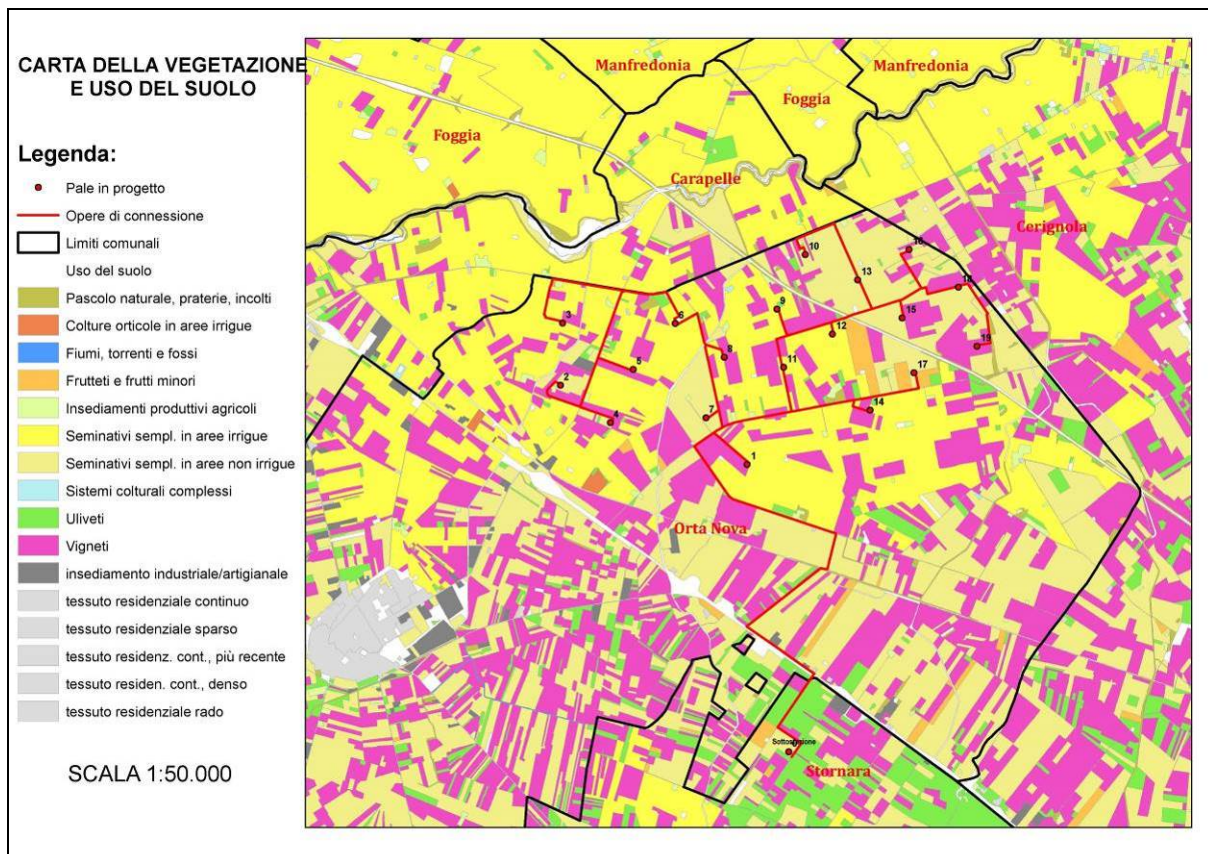 CARTA DELLA VEGETAZIONE
E USO DEL SUOLO
Legenda:
Pale in progetto
Opere di connessione
Limiti comunali
Uso del suolo
Pascolo naturale, praterie, incolti
Colture orticole in aree irrigue
Fiumi, torrenti e fossi
Frutteti e frutti minori
Insediamenti produttivi agricoli
Seminativi sempl. in aree irrigue
Seminativi sempl. in aree non irrigue
Sistemi colturali complessi
Uliveti
Vigneti
insediamento industriale/artigianale
tessuto residenziale continuo
tessuto residenziale sparso
tessuto residenz. cont., più recente
tessuto residen. cont., denso
tessuto residenziale rado
SCALA 1:50.000
Manfredonia
Manfredonia
Foggia
Foggia
Carapelle
Cerignola
10
16
13
18
9
3
6
15
12
19
8
5
11
17
2
14
7
4
1
Orta Nova
Sottostazione
Stornara